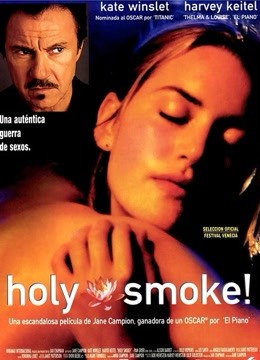 kate winslet harvey keitel
Nominada al OSCAR por "TITANIC" THELMA & LOUISE, EL PIANO
Una auténtica
guerra
de sexos.
SELECCION OFICIAL
FESTIVAL VENECIA
holy smoke!
Una escandalosa película de Jane Campion, ganadora de un OSCAR® por "El Piano"